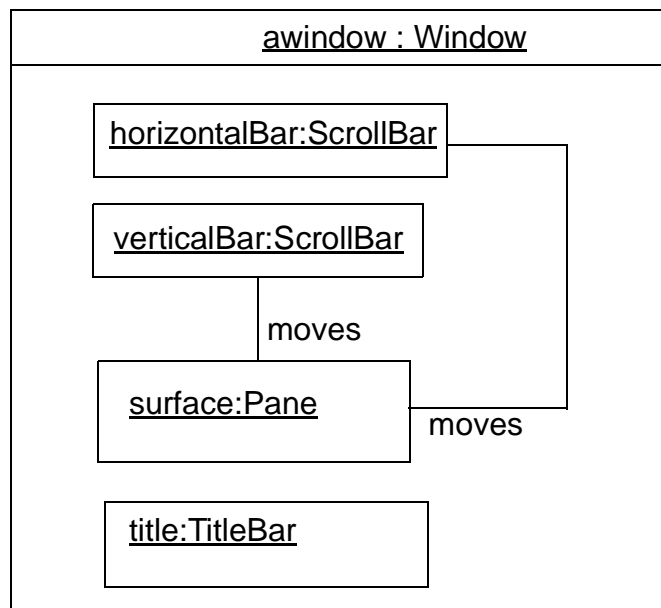 awindow : Window
horizontalBar:ScrollBar
verticalBar:ScrollBar
moves
surface:Pane
moves
title:TitleBar